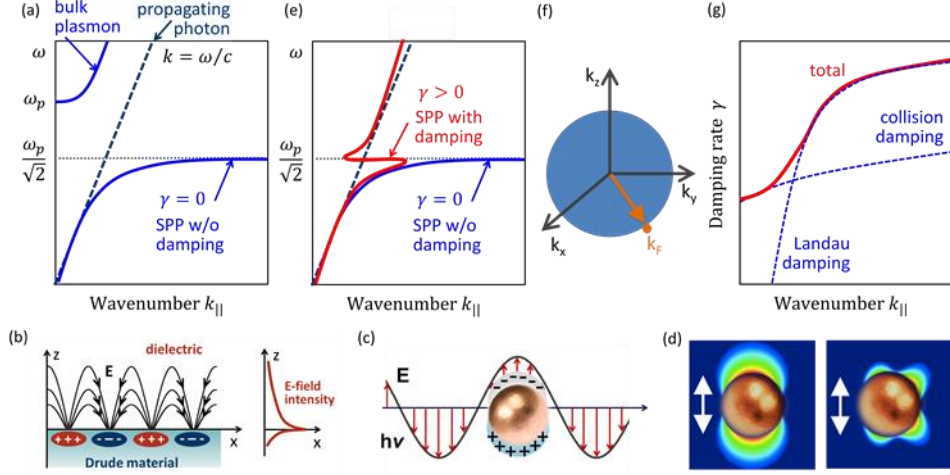 (a)
bulk
plasmon
propagating
photon
k = ω/c
ω
ω_p
ω_p/√2
γ = 0
SPP w/o
damping
Wavenumber k_||
(e)
ω
ω_p/√2
γ > 0
SPP with
damping
γ = 0
SPP w/o
damping
Wavenumber k_||
(f)
k_z
k_y
k_x
k_F
(g)
Damping rate γ
total
collision
damping
Landau
damping
Wavenumber k_||
(b)
z
dielectric
E
+++
---
+++
---
x
Drude material
z
E-field
intensity
x
(c)
E
hν
- - - - - -
+ + + + + + +
(d)